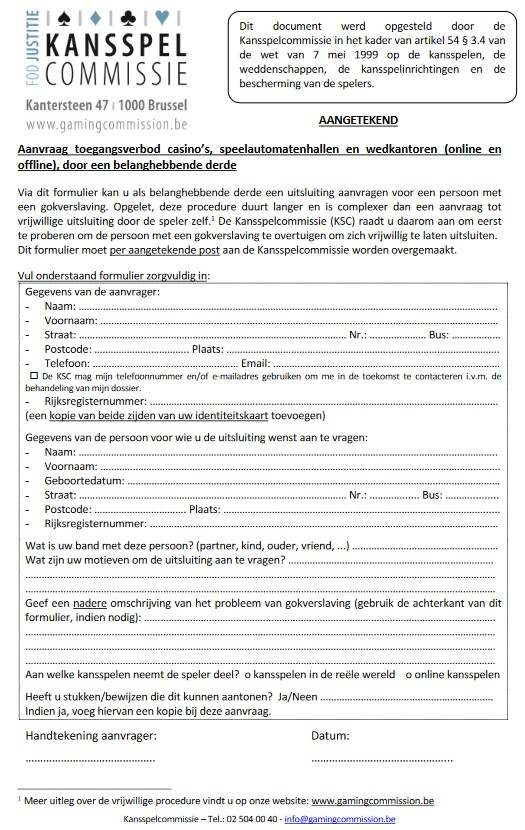 FOD JUSTITIE
KANSSPEL
COMMISSIE
Kantersteen 47 | 1000 Brussel
www.gamingcommission.be
Dit document werd opgesteld door de
Kansspelcommissie in het kader van artikel 54 § 3.4 van
de wet van 7 mei 1999 op de kansspelen, de
weddenschappen, de kansspelinrichtingen en de
bescherming van de spelers.
AANGETEKEND
Aanvraag toegangsverbod casino’s, speelautomatenhallen en wedkantoren (online en
offline), door een belanghebbende derde
Via dit formulier kan u als belanghebbende derde een uitsluiting aanvragen voor een persoon met
een gokverslaving. Opgelet, deze procedure duurt langer en is complexer dan een aanvraag tot
vrijwillige uitsluiting door de speler zelf.¹ De Kansspelcommissie (KSC) raadt u daarom aan om eerst
te proberen om de persoon met een gokverslaving te overtuigen om zich vrijwillig te laten uitsluiten.
Dit formulier moet per aangetekende post aan de Kansspelcommissie worden overgemaakt.
Vul onderstaand formulier zorgvuldig in:
Gegevens van de aanvrager:
- Naam: ...
- Voornaam: ...
- Straat: ... Nr.: ... Bus: ...
- Postcode: ... Plaats: ...
- Telefoon: ... Email: ...
☐ De KSC mag mijn telefoonnummer en/of e-mailadres gebruiken om me in de toekomst te contacteren i.v.m. de
behandeling van mijn dossier.
- Rijksregisternummer: ...
(een kopie van beide zijden van uw identiteitskaart toevoegen)
Gegevens van de persoon voor wie u de uitsluiting wenst aan te vragen:
- Naam: ...
- Voornaam: ...
- Geboortedatum: ...
- Straat: ... Nr.: ... Bus: ...
- Postcode: ... Plaats: ...
- Rijksregisternummer: ...
Wat is uw band met deze persoon? (partner, kind, ouder, vriend, ...) ...
Wat zijn uw motieven om de uitsluiting aan te vragen? ...
...
...
Geef een nadere omschrijving van het probleem van gokverslaving (gebruik de achterkant van dit
formulier, indien nodig): ...
...
...
...
Aan welke kansspelen neemt de speler deel? o kansspelen in de reële wereld o online kansspelen
Heeft u stukken/bewijzen die dit kunnen aantonen? Ja/Neen ...
Indien ja, voeg hiervan een kopie bij deze aanvraag.
Handtekening aanvrager: Datum:
... ...
¹ Meer uitleg over de vrijwillige procedure vindt u op onze website: www.gamingcommission.be
Kansspelcommissie – Tel.: 02 504 00 40 - info@gamingcommission.be